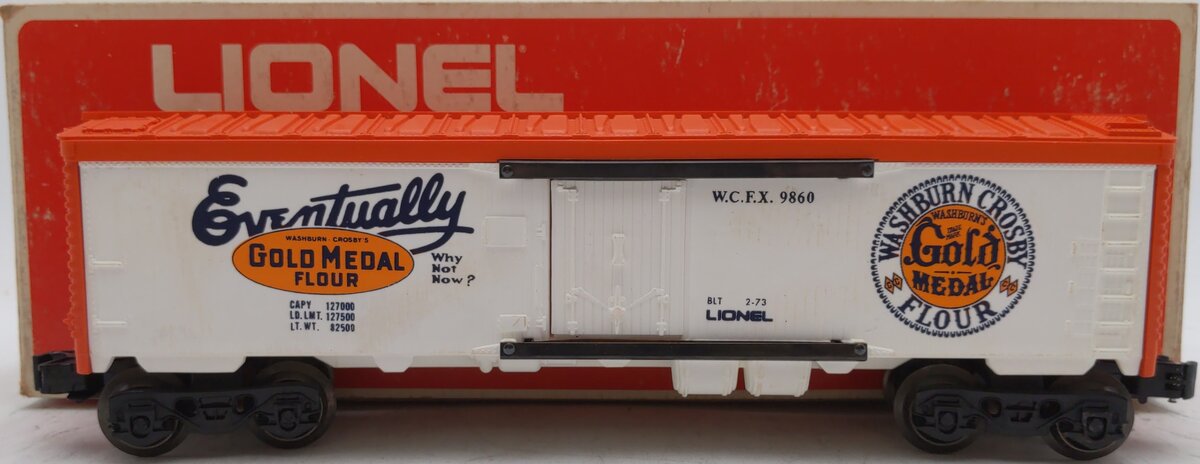 LIONEL
Eventually
WASHBURN-CROSBY'S
GOLD MEDAL
FLOUR
Why
Not
Now?
CAPY 127000
LD. LMT. 127500
LT. WT. 82500
W.C.F.X. 9860
BLT 2-73
LIONEL
WASHBURN CROSBY
WASHBURN'S
Gold
MEDAL
FLOUR